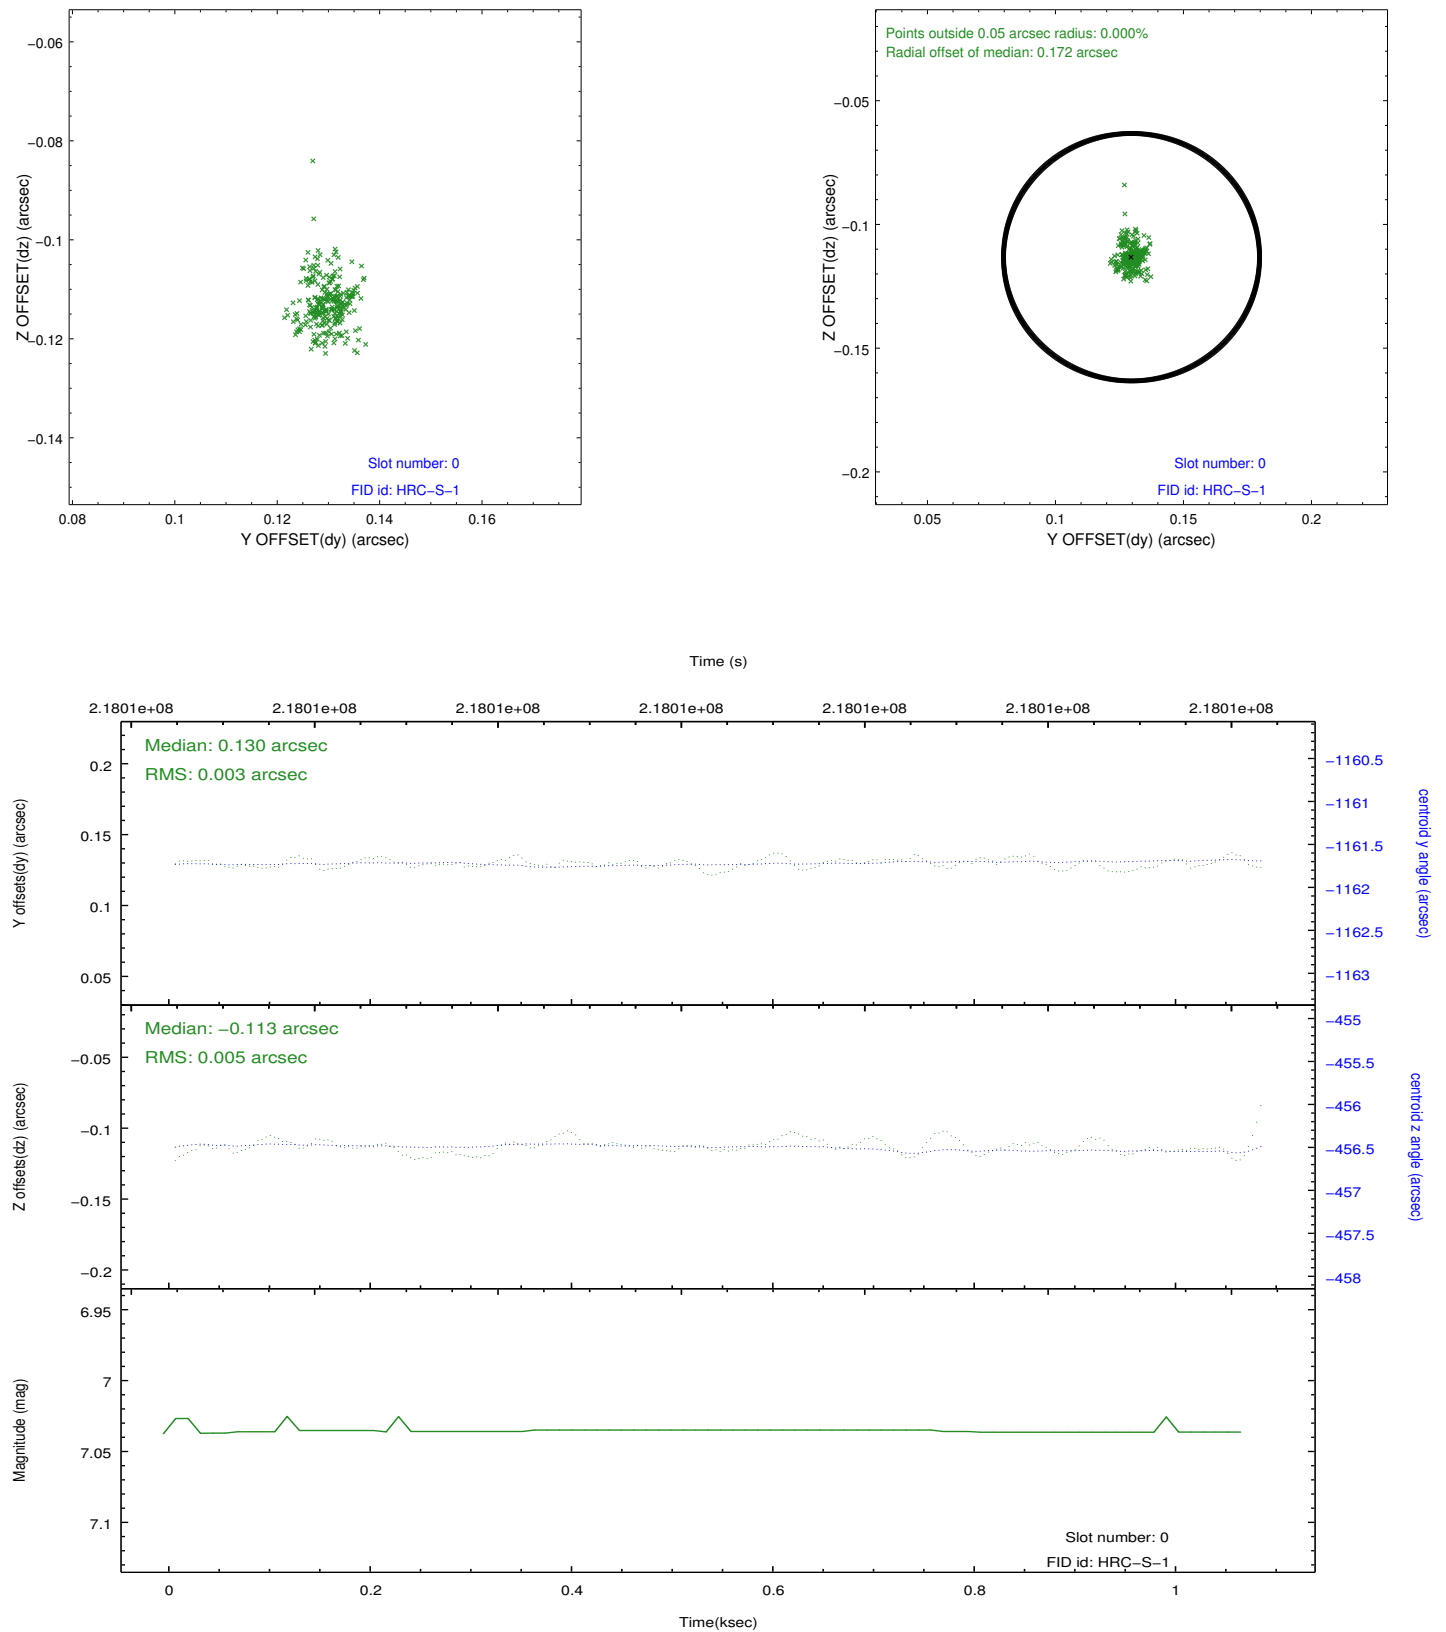 −0.06
−0.08
−0.1
−0.12
−0.14
Z OFFSET(dz) (arcsec)
0.08 0.1 0.12 0.14 0.16
Y OFFSET(dy) (arcsec)
Slot number: 0
FID id: HRC−S−1
Points outside 0.05 arcsec radius: 0.000%
Radial offset of median: 0.172 arcsec
−0.05
−0.1
−0.15
−0.2
Z OFFSET(dz) (arcsec)
0.05 0.1 0.15 0.2
Y OFFSET(dy) (arcsec)
Slot number: 0
FID id: HRC−S−1
Time (s)
2.1801e+08 2.1801e+08 2.1801e+08 2.1801e+08 2.1801e+08 2.1801e+08 2.1801e+08
Median: 0.130 arcsec
RMS: 0.003 arcsec
0.2
0.15
0.1
0.05
Y offsets(dy) (arcsec)
−1160.5
−1161
−1161.5
−1162
−1162.5
−1163
centroid y angle (arcsec)
Median: −0.113 arcsec
RMS: 0.005 arcsec
−0.05
−0.1
−0.15
−0.2
Z offsets(dz) (arcsec)
−455
−455.5
−456
−456.5
−457
−457.5
−458
centroid z angle (arcsec)
6.95
7
7.05
7.1
Magnitude (mag)
Slot number: 0
FID id: HRC−S−1
0 0.2 0.4 0.6 0.8 1
Time(ksec)